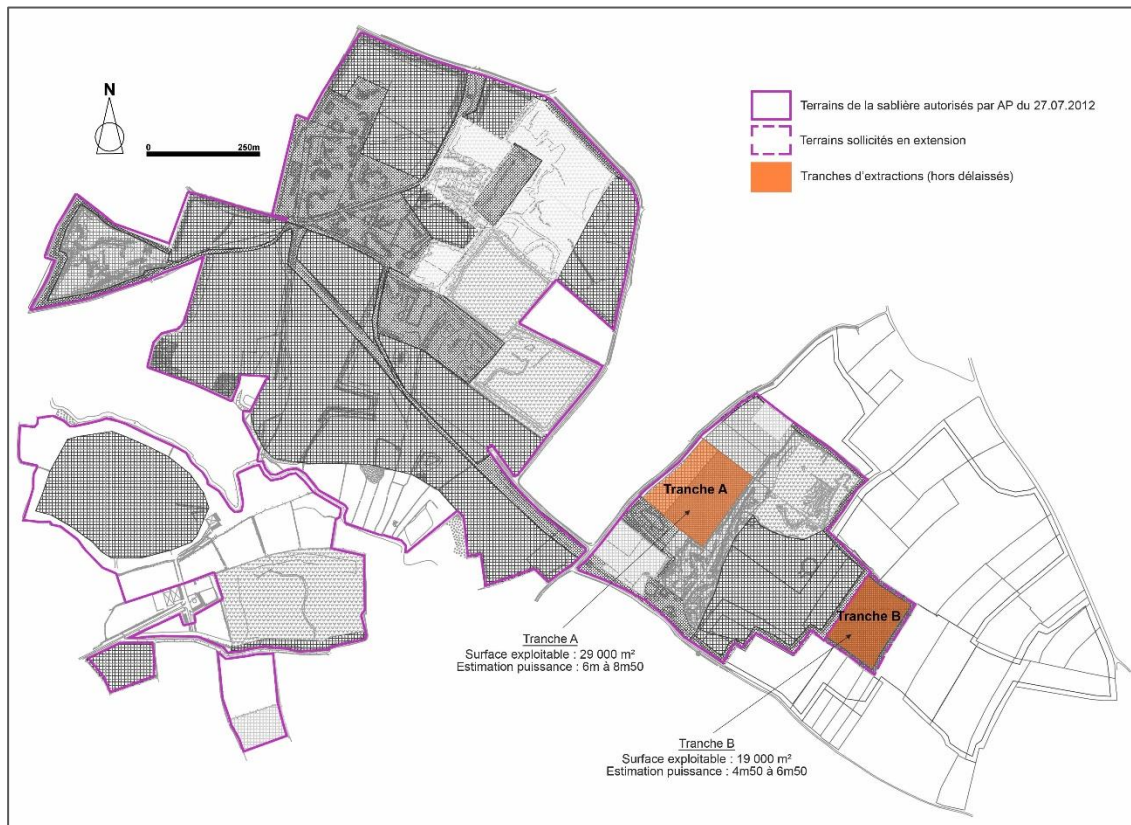 N
0
250m
Terrains de la sablière autorisés par AP du 27.07.2012
Terrains sollicités en extension
Tranches d'extractions (hors délaissés)
Tranche A
Tranche B
Tranche A
Surface exploitable : 29 000 m²
Estimation puissance : 6m à 8m50
Tranche B
Surface exploitable : 19 000 m²
Estimation puissance : 4m50 à 6m50